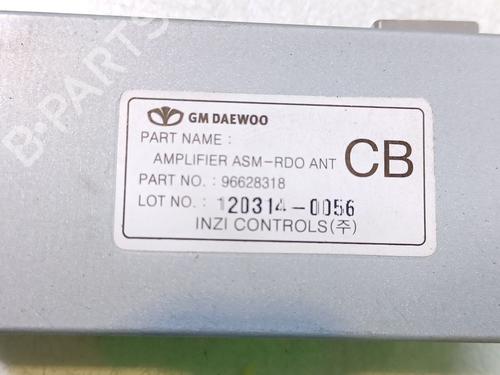 GM DAEWOO
PART NAME :
AMPLIFIER ASM-RDO ANT
CB
PART NO. : 96628318
LOT NO. : 120314-0056
INZI CONTROLS(주)
B-PARTS